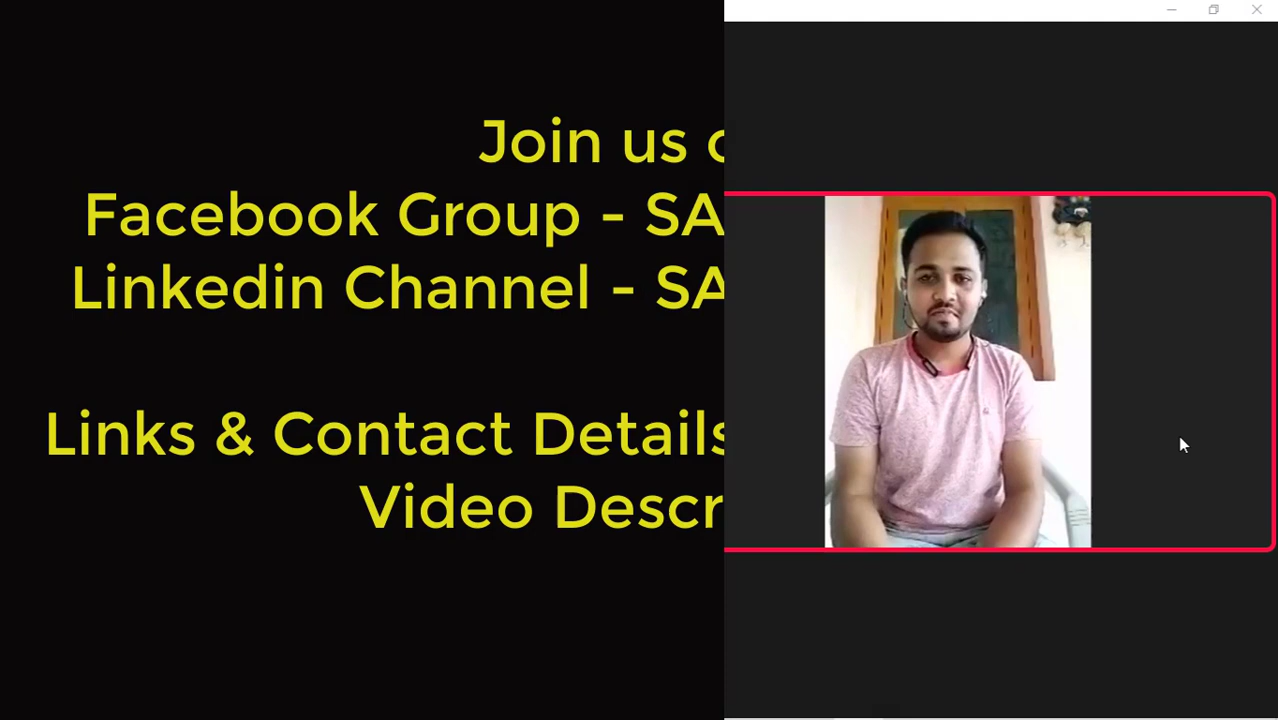 Join us
Facebook Group - SA
Linkedin Channel - SA
Links & Contact Details
Video Descr